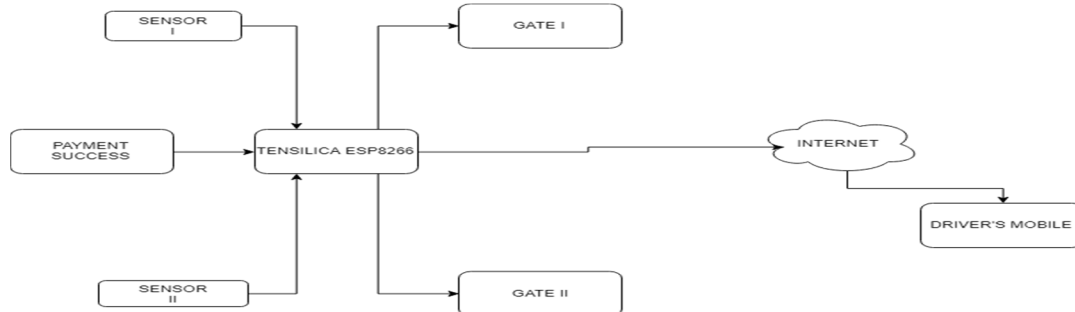 SENSOR
I
GATE I
PAYMENT
SUCCESS
TENSILICA ESP8266
INTERNET
DRIVER'S MOBILE
SENSOR
II
GATE II